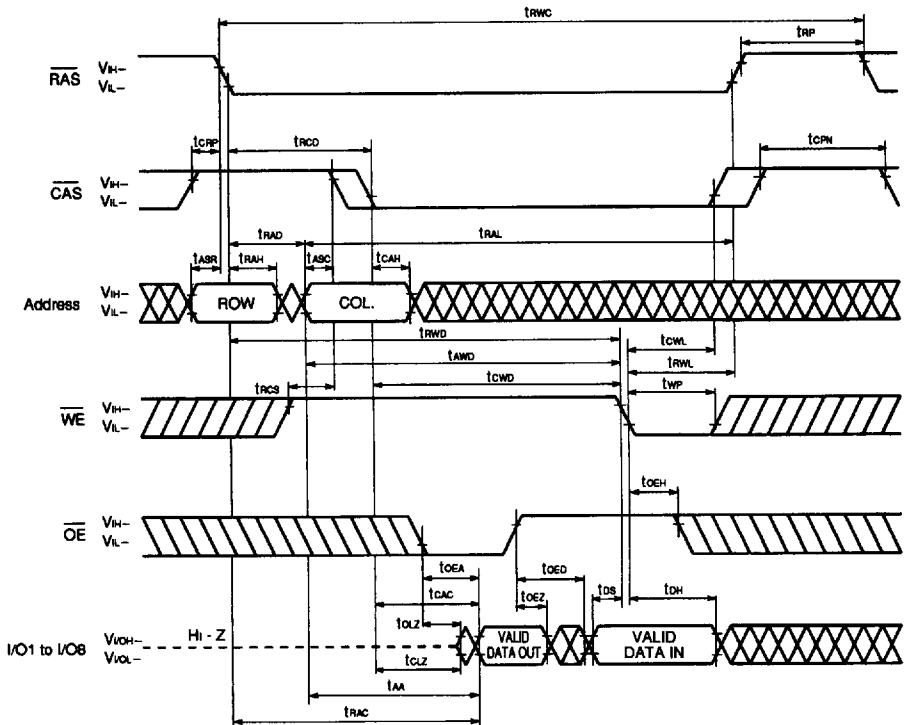 tRWC
tRP
RAS
VIH–
VIL–
tCRP
tRCD
tCPN
CAS
VIH–
VIL–
tRAD
tRAL
tASR
tRAH
tASC
tCAH
Address
VIH–
VIL–
ROW
COL.
tRWD
tCWL
tAWD
tRWL
tCWD
tRCS
tWP
WE
VIH–
VIL–
tOEH
OE
VIH–
VIL–
tOEA
tOED
tCAC
tOEZ
tDS
tDH
tOLZ
I/O1 to I/O8
VI/OH–
VI/OL–
HI - Z
VALID
DATA OUT
VALID
DATA IN
tCLZ
tAA
tRAC